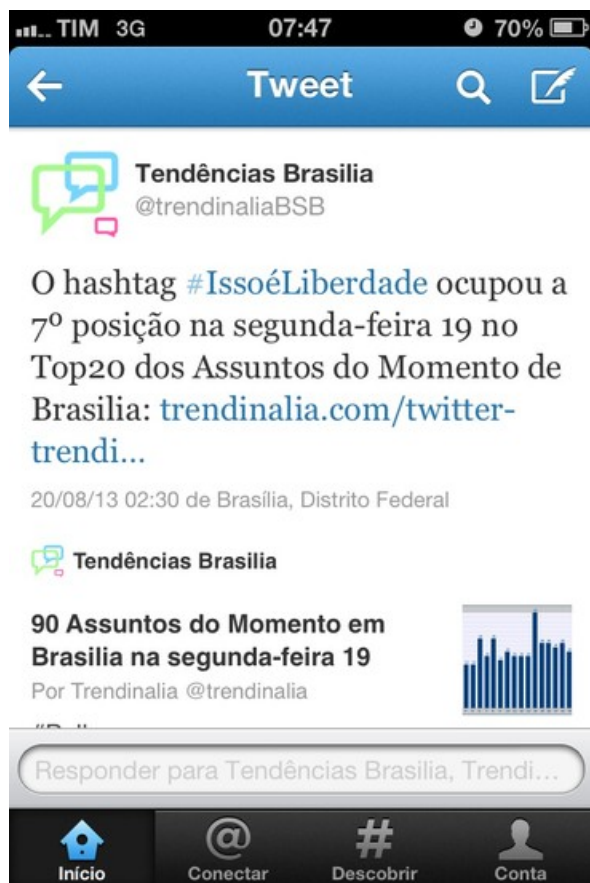 TIM 3G 07:47 70%
Tweet
Tendências Brasilia
@trendinaliaBSB
O hashtag #IssoéLiberdade ocupou a
7º posição na segunda-feira 19 no
Top20 dos Assuntos do Momento de
Brasilia: trendinalia.com/twitter-
trendi...
20/08/13 02:30 de Brasília, Distrito Federal
Tendências Brasilia
90 Assuntos do Momento em
Brasilia na segunda-feira 19
Por Trendinalia @trendinalia
Responder para Tendências Brasilia, Trendi...
Início Conectar Descobrir Conta